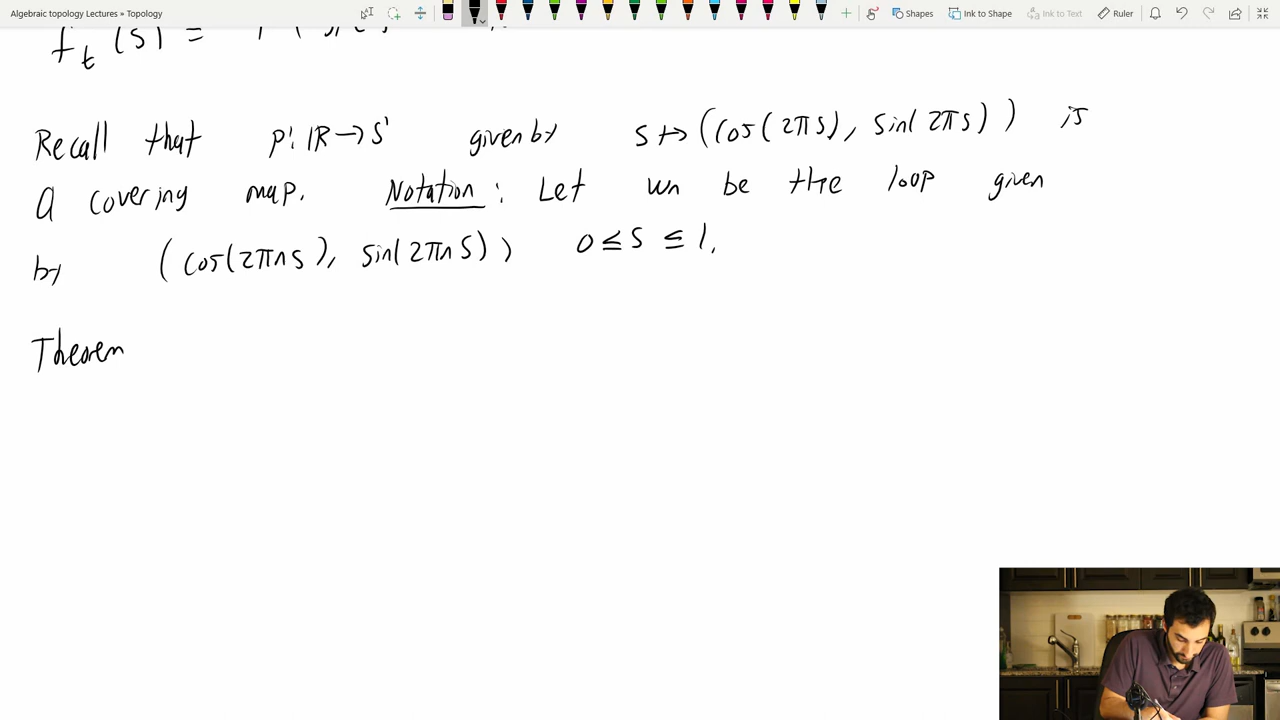 Algebraic topology Lectures » Topology
Shapes
Ink to Shape
Ink to Text
Ruler
f_t (s) =
Recall that p: ℝ → S¹ given by s ↦ (cos(2πs), sin(2πs)) is
a covering map. Notation: Let wn be the loop given
by (cos(2πns), sin(2πns)) 0 ≤ s ≤ 1.
Theorem